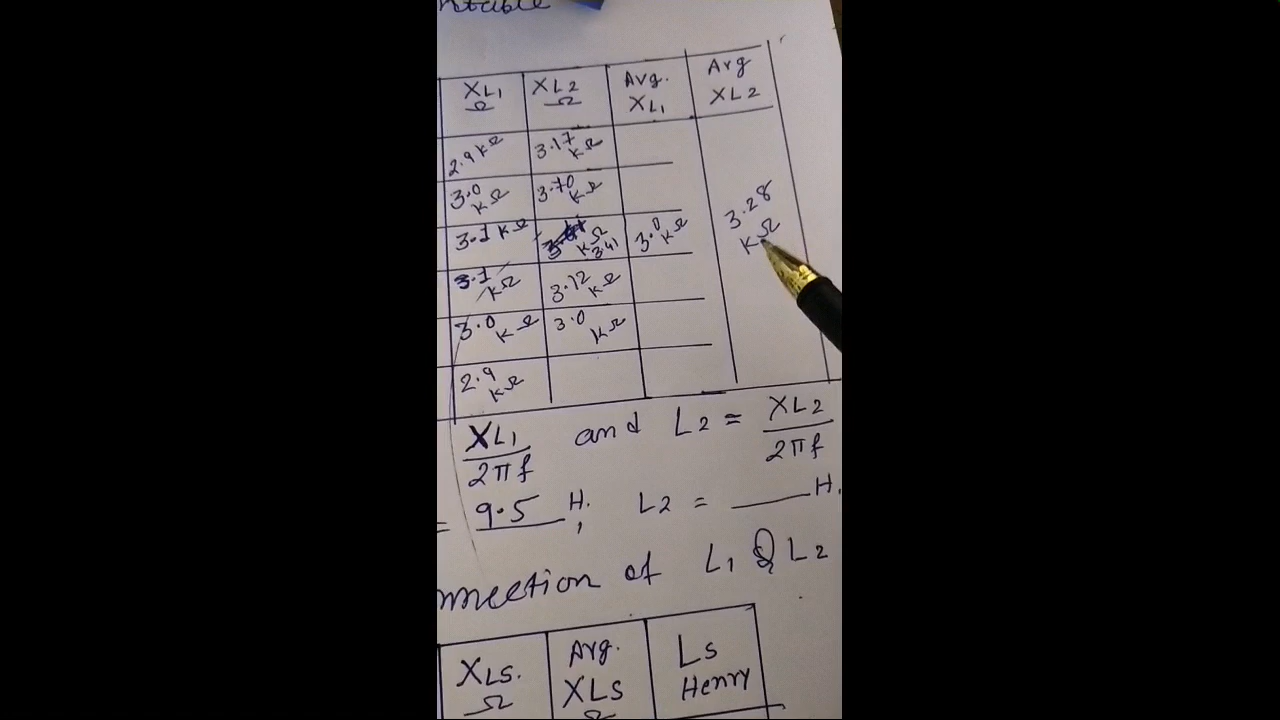 XL1 Ω XL2 Ω Avg. XL1 Avg XL2
2.9 KΩ 3.17 KΩ
3.0 KΩ 3.70 KΩ
3.1 KΩ KΩ 3.41 3.0 KΩ 3.28 KΩ
3.1 KΩ 3.12 KΩ
3.0 KΩ 3.0 KΩ
2.9 KΩ
XL1 / 2πf and L2 = XL2 / 2πf
= 9.5 H, L2 = ____ H.
of L1 & L2
XLS. Ω Avg. XLS Ω LS Henry